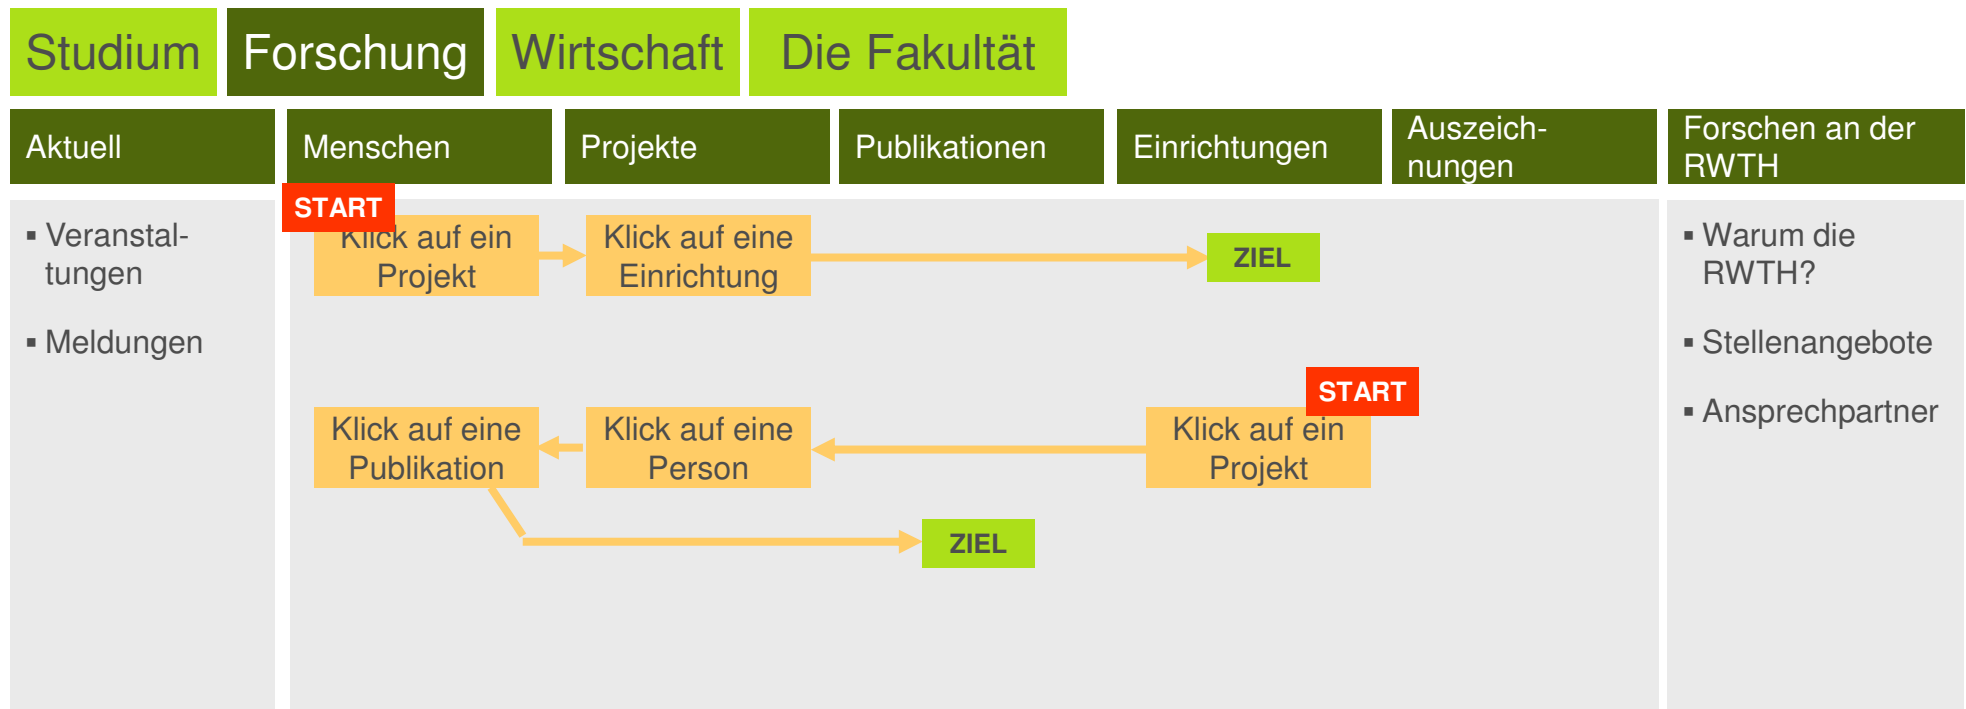 Studium
Forschung
Wirtschaft
Die Fakultät
Aktuell
Menschen
Projekte
Publikationen
Einrichtungen
Auszeich-
nungen
Forschen an der
RWTH
▪ Veranstal-
tungen
▪ Meldungen
START
Klick auf ein
Projekt
Klick auf eine
Einrichtung
ZIEL
START
Klick auf eine
Publikation
Klick auf eine
Person
Klick auf ein
Projekt
ZIEL
▪ Warum die
RWTH?
▪ Stellenangebote
▪ Ansprechpartner